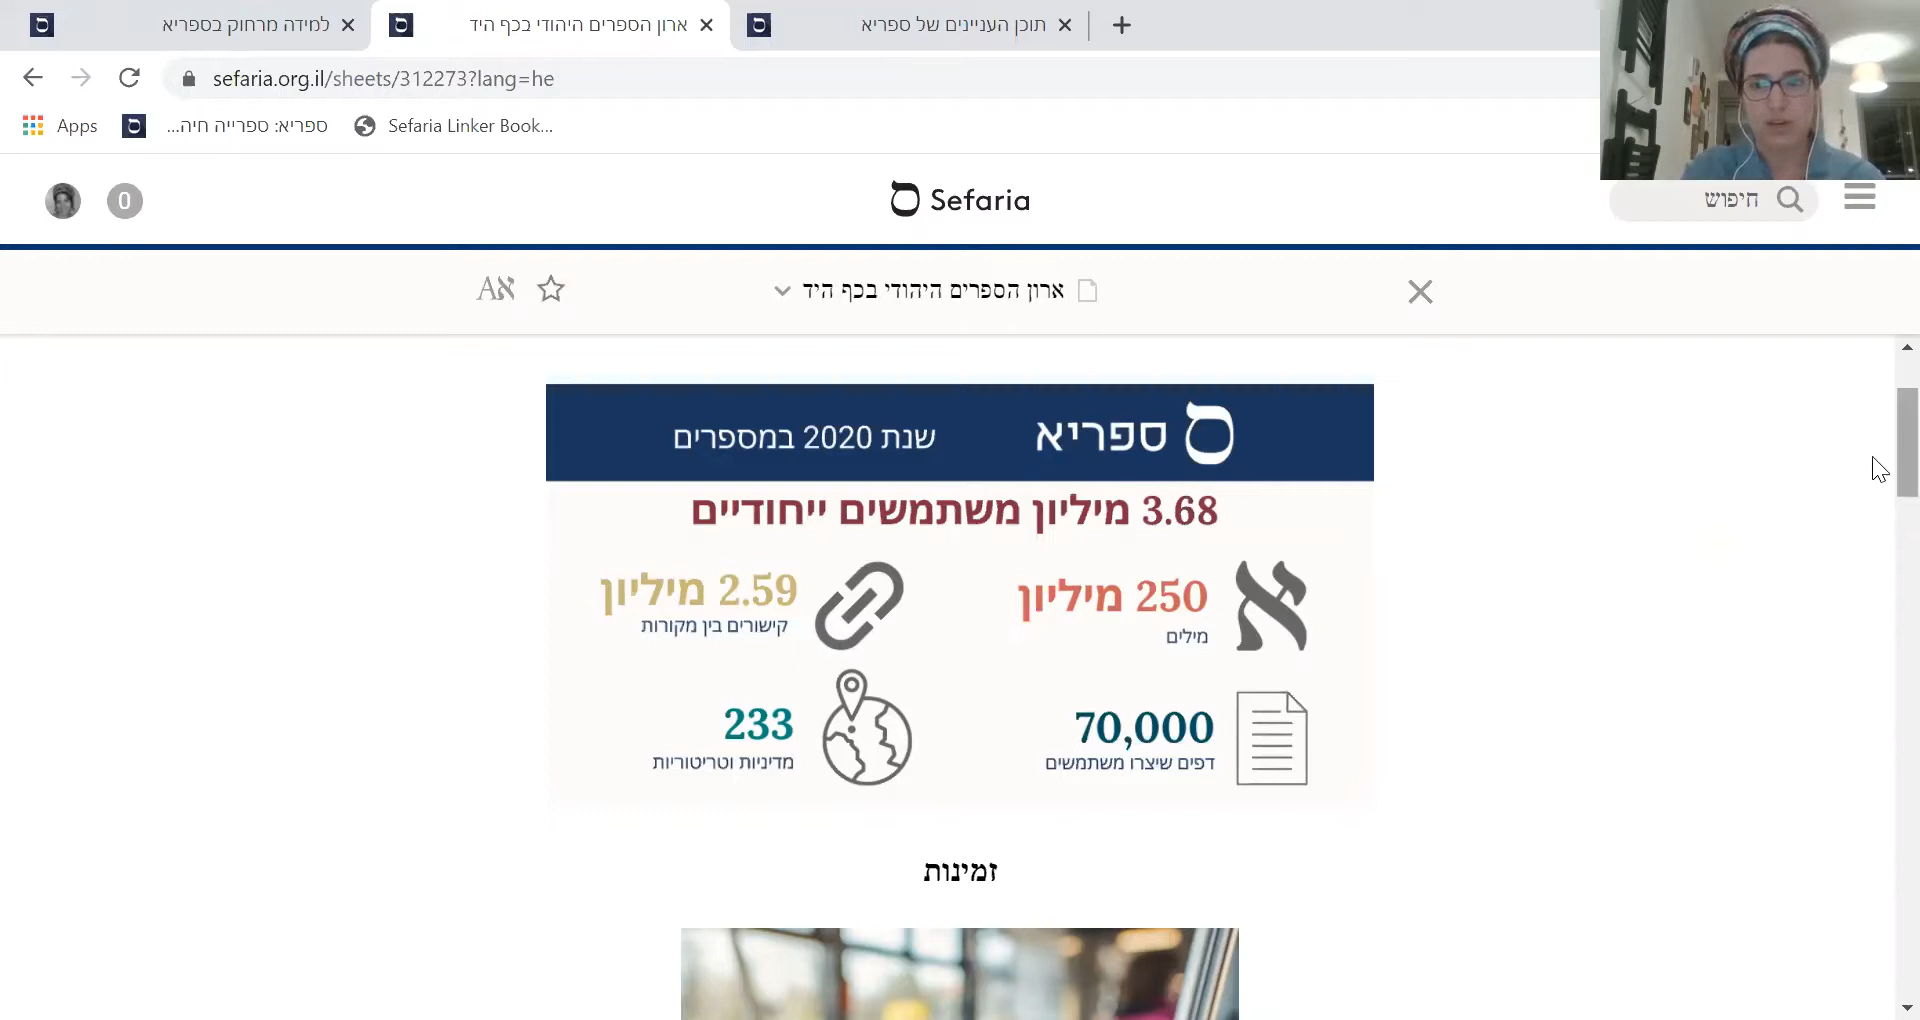 למידה מרחוק בספריא
ארון הספרים היהודי בכף היד
תוכן העניינים של ספריא
sefaria.org.il/sheets/312273?lang=he
Apps
ספריא: ספרייה חיה...
Sefaria Linker Book...
0
Sefaria
חיפוש
Aא
ארון הספרים היהודי בכף היד
ספריא
שנת 2020 במספרים
3.68 מיליון משתמשים ייחודיים
250 מיליון
מילים
2.59 מיליון
קישורים בין מקורות
70,000
דפים שיצרו משתמשים
233
מדיניות וטריטוריות
זמינות